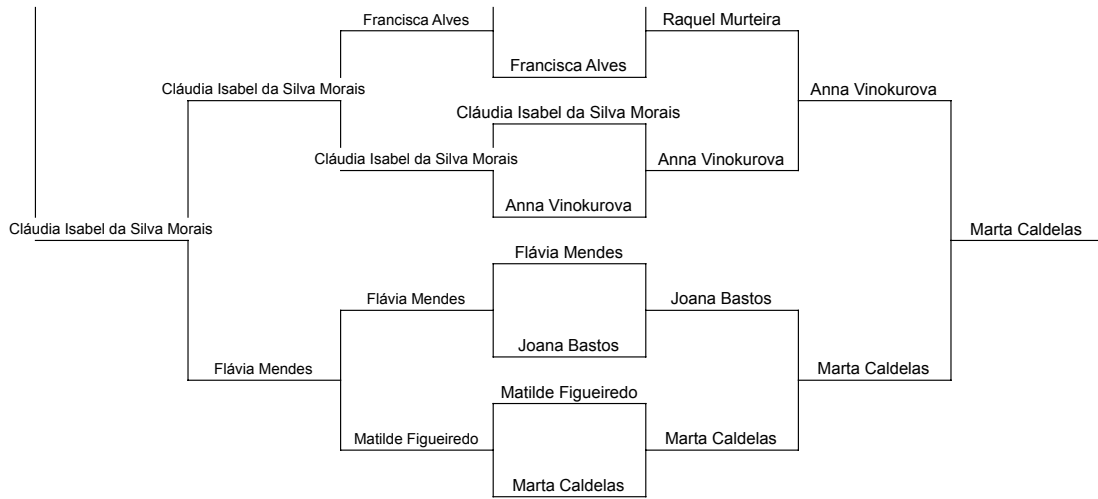 Francisca Alves
Raquel Murteira
Francisca Alves
Cláudia Isabel da Silva Morais
Anna Vinokurova
Cláudia Isabel da Silva Morais
Cláudia Isabel da Silva Morais
Anna Vinokurova
Anna Vinokurova
Cláudia Isabel da Silva Morais
Marta Caldelas
Flávia Mendes
Flávia Mendes
Joana Bastos
Joana Bastos
Flávia Mendes
Marta Caldelas
Matilde Figueiredo
Matilde Figueiredo
Marta Caldelas
Marta Caldelas